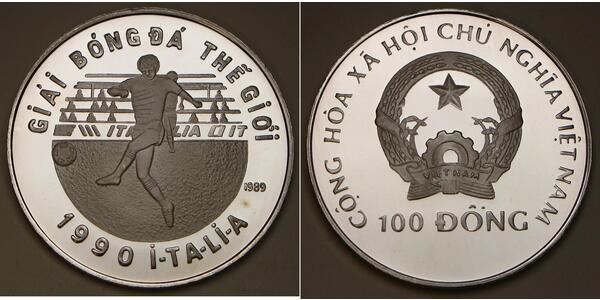 GIẢI BÓNG ĐÁ THẾ GIỚI
ITALIA
1989
1990 I-TA-LI-A
CỘNG HÒA XÃ HỘI CHỦ NGHĨA VIỆT NAM
VIỆT NAM
100 ĐỒNG